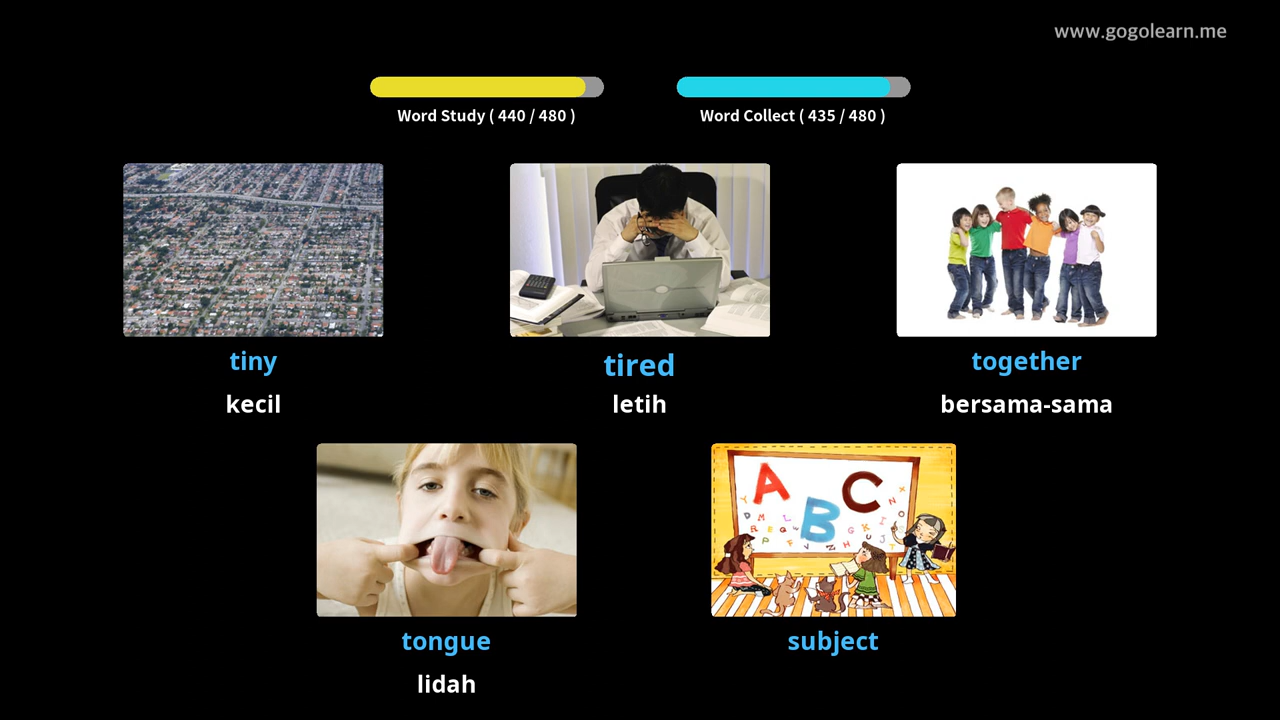 www.gogolearn.me
Word Study ( 440 / 480 )
Word Collect ( 435 / 480 )
tiny
kecil
tired
letih
together
bersama-sama
A B C
tongue
lidah
subject